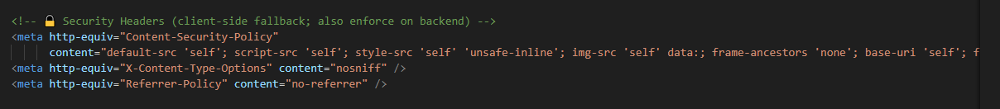 <!-- 🔒 Security Headers (client-side fallback; also enforce on backend) -->
<meta http-equiv="Content-Security-Policy"
content="default-src 'self'; script-src 'self'; style-src 'self' 'unsafe-inline'; img-src 'self' data:; frame-ancestors 'none'; base-uri 'self'; f
<meta http-equiv="X-Content-Type-Options" content="nosniff" />
<meta http-equiv="Referrer-Policy" content="no-referrer" />